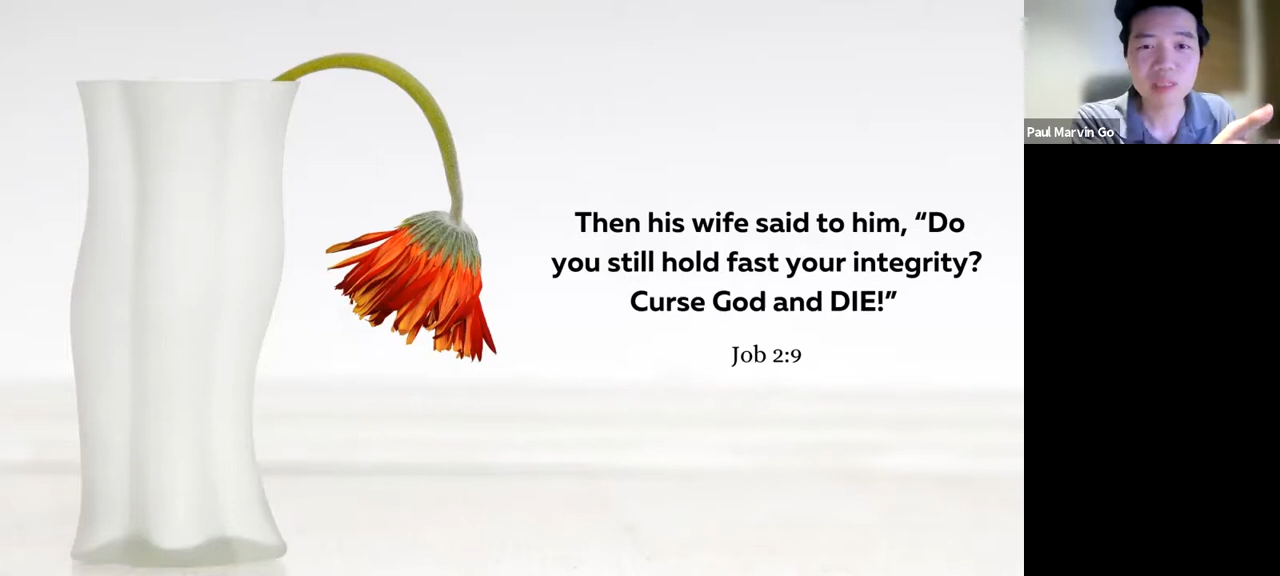 Then his wife said to him, “Do
you still hold fast your integrity?
Curse God and DIE!”
Job 2:9
Paul Marvin Go